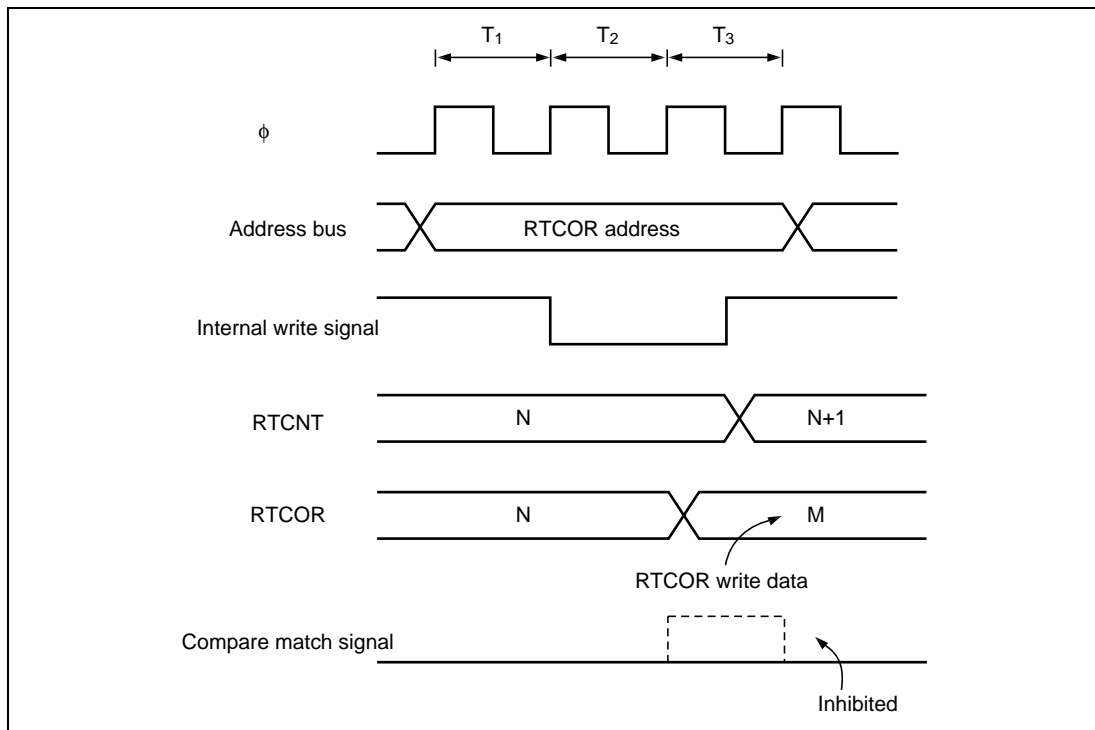 T1 T2 T3
ϕ
Address bus RTCOR address
Internal write signal
RTCNT N N+1
RTCOR N M
RTCOR write data
Compare match signal
Inhibited